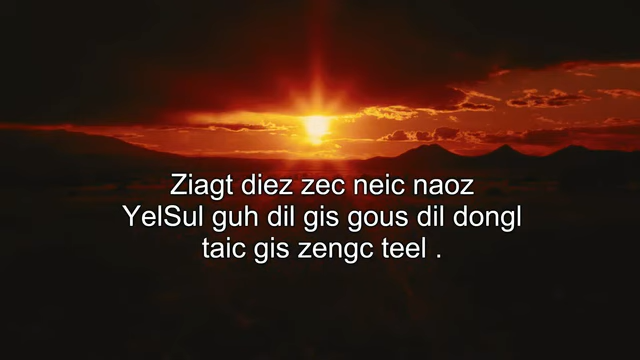 Ziagt diez zec neic naoz
YelSul guh dil gis gous dil dongl
taic gis zengc teel .